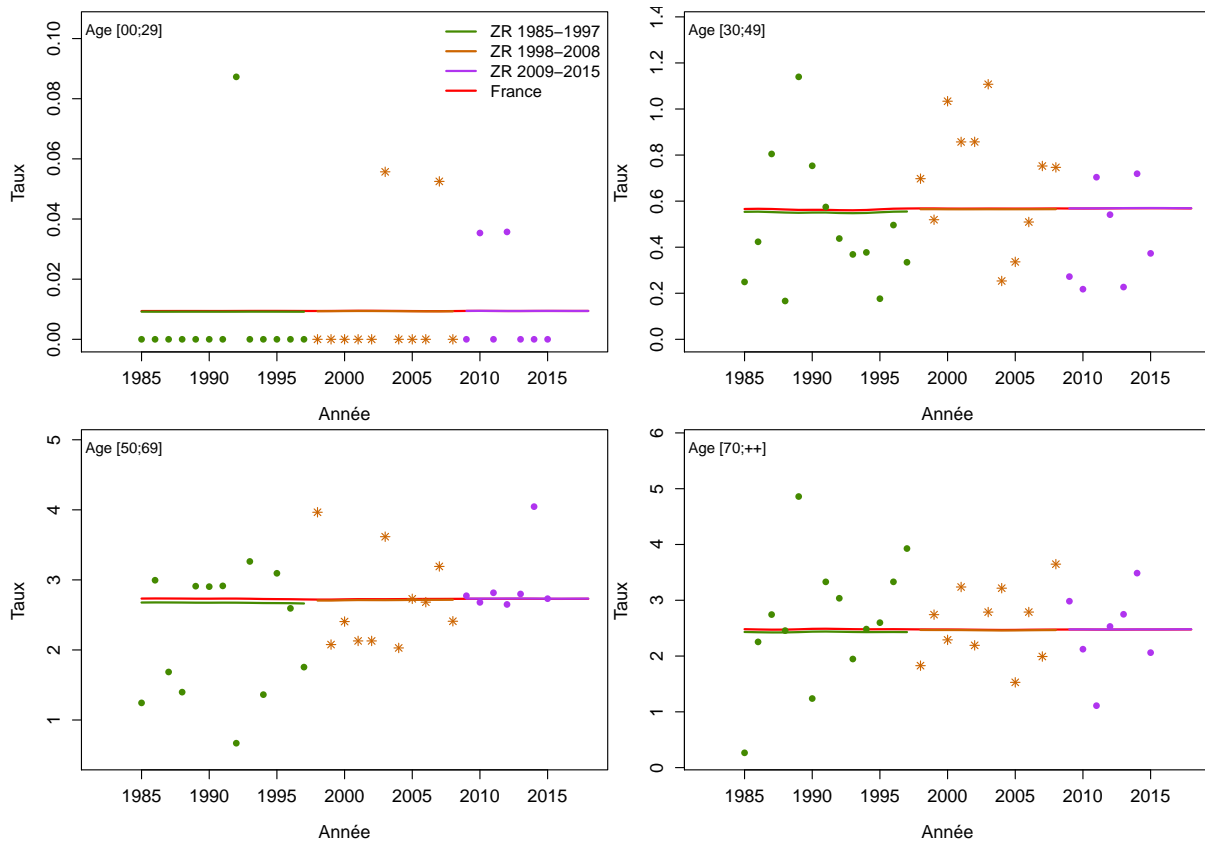 Age [00;29]
ZR 1985−1997
ZR 1998−2008
ZR 2009−2015
France
Taux
0.00 0.02 0.04 0.06 0.08 0.10
1985 1990 1995 2000 2005 2010 2015
Année
Age [30;49]
Taux
0.0 0.2 0.4 0.6 0.8 1.0 1.2 1.4
1985 1990 1995 2000 2005 2010 2015
Année
Age [50;69]
Taux
1 2 3 4 5
1985 1990 1995 2000 2005 2010 2015
Année
Age [70;++]
Taux
0 1 2 3 4 5 6
1985 1990 1995 2000 2005 2010 2015
Année